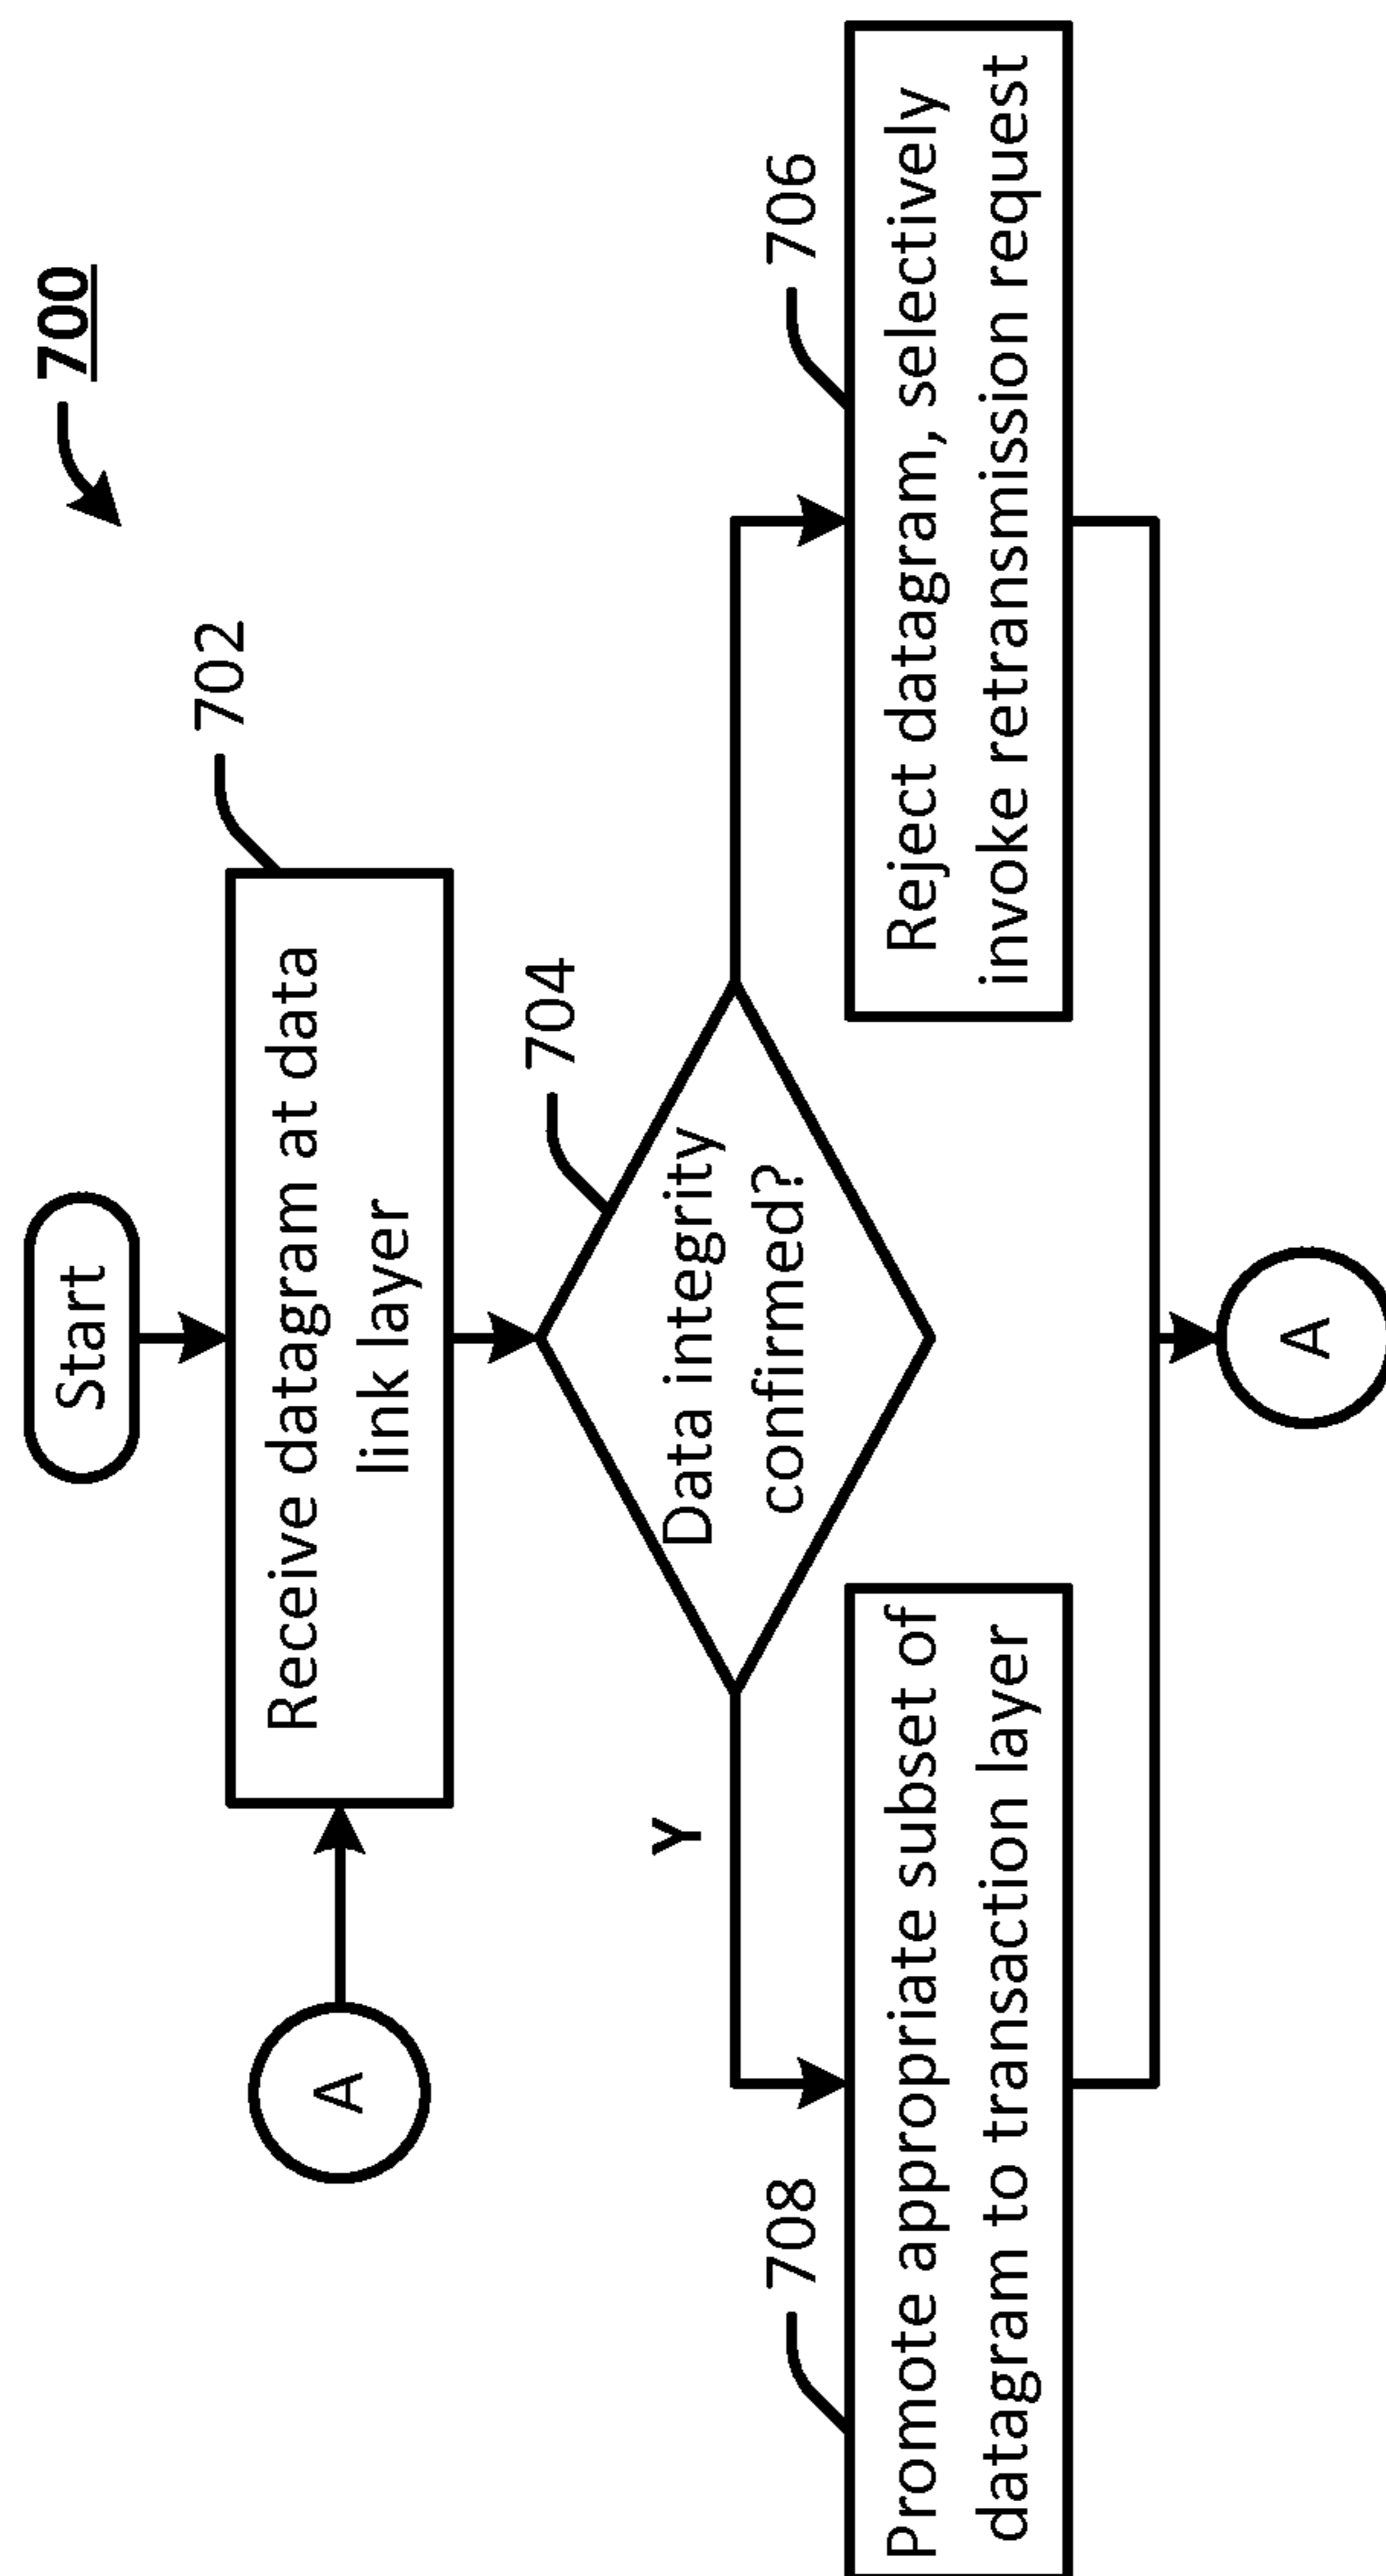 700
Start
702
Receive datagram at data
link layer
A
704
Data integrity
confirmed?
Y
708
706
Promote appropriate subset of
datagram to transaction layer
Reject datagram, selectively
invoke retransmission request
A